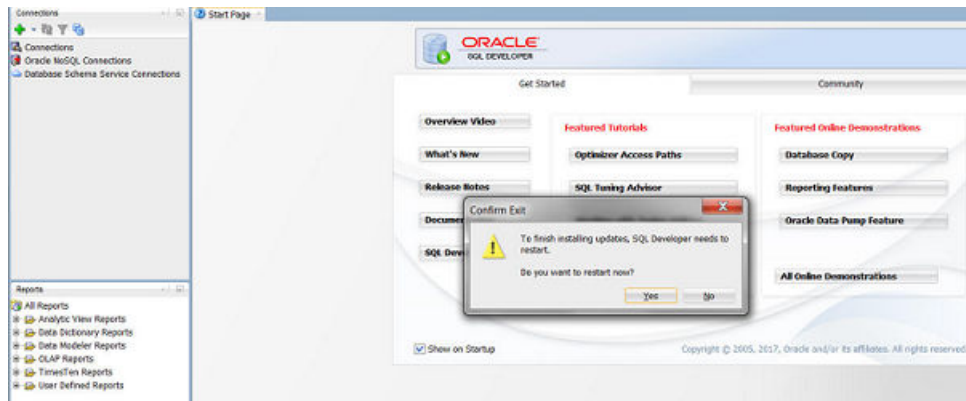 Connections
Start Page
Connections
Oracle NoSQL Connections
Database Schema Service Connections
ORACLE
SQL DEVELOPER
Get Started
Community
Overview Video
Featured Tutorials
Featured Online Demonstrations
What's New
Optimizer Access Paths
Database Copy
Release Notes
SQL Tuning Advisor
Reporting Features
Docume
Oracle Data Pump Feature
SQL Dev
All Online Demonstrations
Confirm Exit
To finish installing updates, SQL Developer needs to
restart.
Do you want to restart now?
Yes
No
Reports
All Reports
Analytic View Reports
Data Dictionary Reports
Data Modeler Reports
OLAP Reports
TimesTen Reports
User Defined Reports
Show on Startup
Copyright © 2005, 2017, Oracle and/or its affiliates. All rights reserved